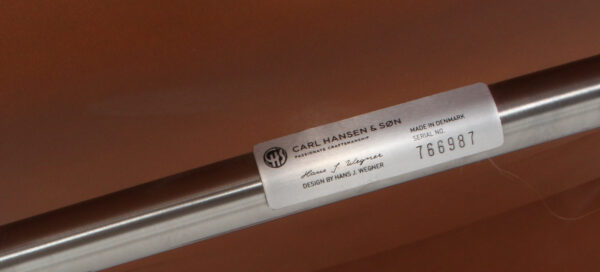 CARL HANSEN & SØN
PASSIONATE CRAFTSMANSHIP
Hans J. Wegner
DESIGN BY HANS J. WEGNER
MADE IN DENMARK
SERIAL NO.
766987